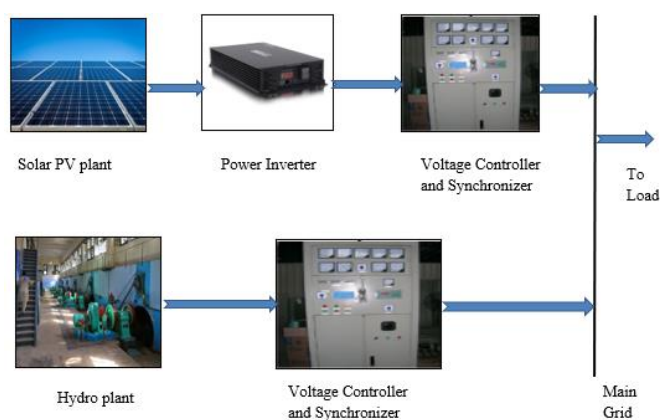 Solar PV plant
Power Inverter
Voltage Controller
and Synchronizer
To
Load
Hydro plant
Voltage Controller
and Synchronizer
Main
Grid